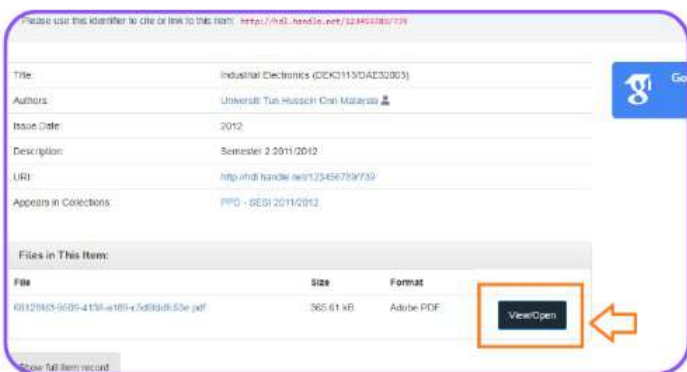 Please use this identifier to cite or link to this item: http://hdl.handle.net/123456789/739
Title: Industrial Electronics (DEK3113/DAE32003)
Authors: Universiti Tun Hussein Onn Malaysia
Issue Date: 2012
Description: Semester 2 2011/2012
URI: http://hdl.handle.net/123456789/739
Appears in Collections: PPD - SESI 2011/2012
Go
Files in This Item:
File Size Format
365.61 kB Adobe PDF View/Open
Show full item record